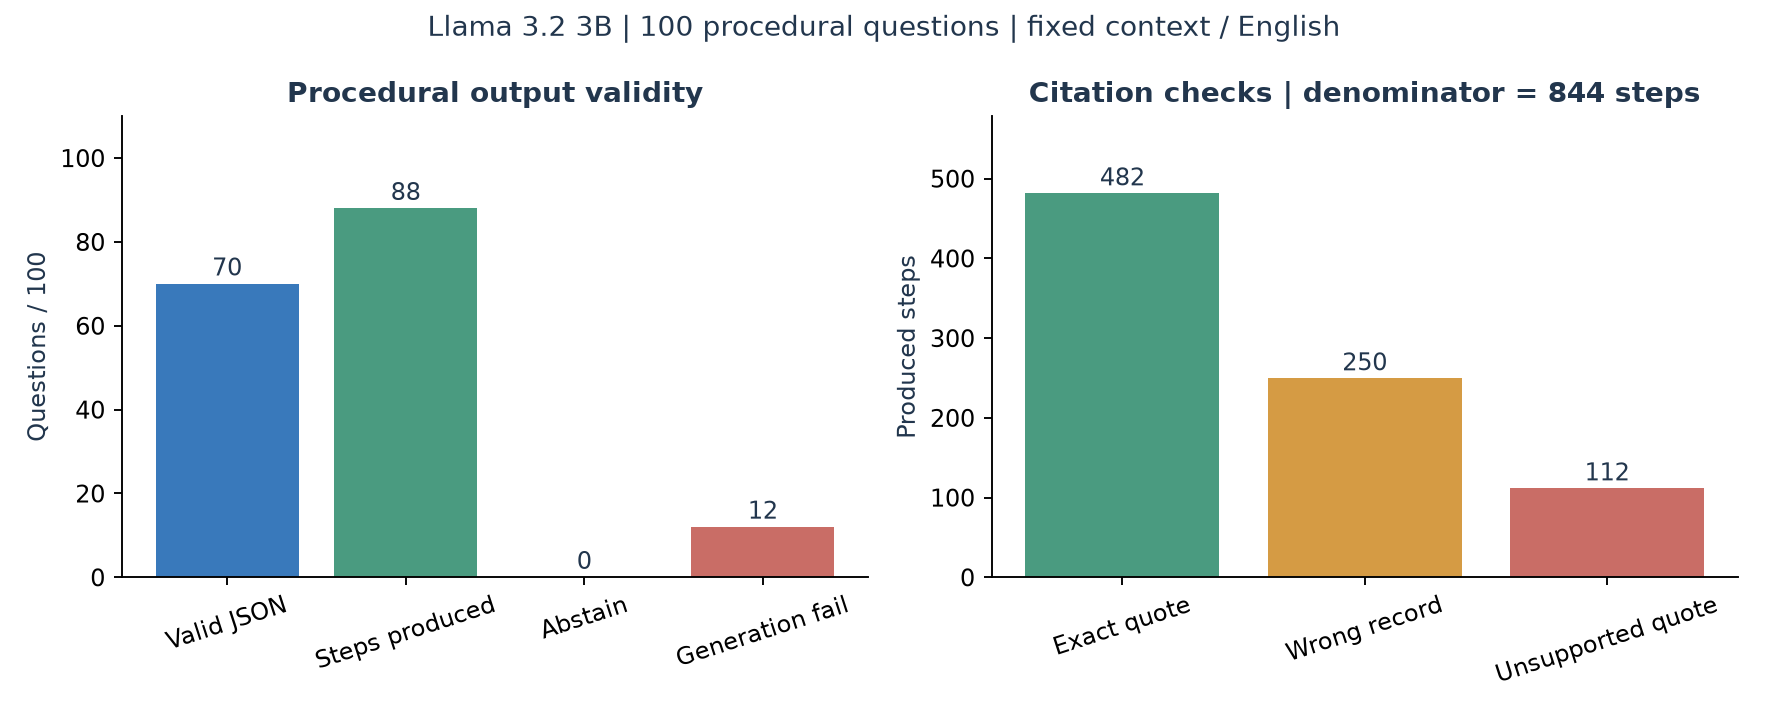 Llama 3.2 3B | 100 procedural questions | fixed context / English
Procedural output validity
Questions / 100
100
80
60
40
20
0
70
88
0
12
Valid JSON
Steps produced
Abstain
Generation fail
Citation checks | denominator = 844 steps
Produced steps
500
400
300
200
100
0
482
250
112
Exact quote
Wrong record
Unsupported quote